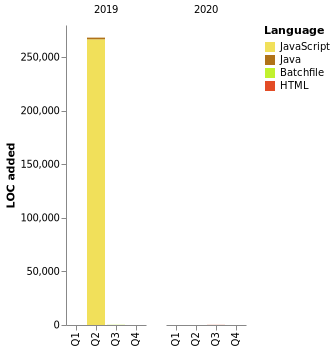 2019 2020
Language
JavaScript
Java
Batchfile
HTML
LOC added
250,000
200,000
150,000
100,000
50,000
0
Q1 Q2 Q3 Q4 Q1 Q2 Q3 Q4